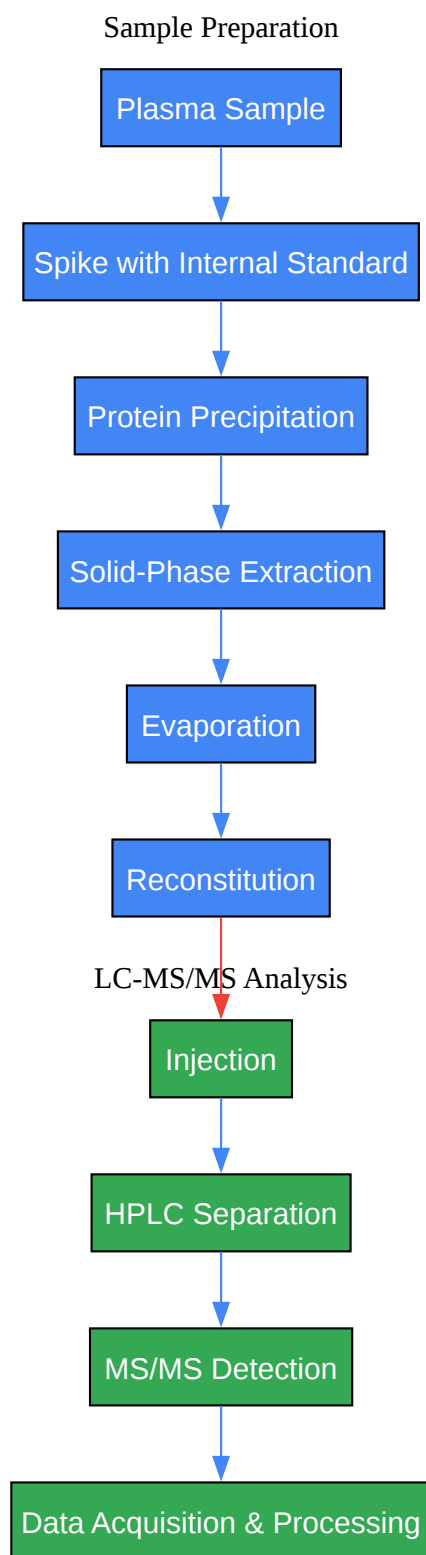 Sample Preparation
Plasma Sample
Spike with Internal Standard
Protein Precipitation
Solid-Phase Extraction
Evaporation
Reconstitution
LC-MS/MS Analysis
Injection
HPLC Separation
MS/MS Detection
Data Acquisition & Processing